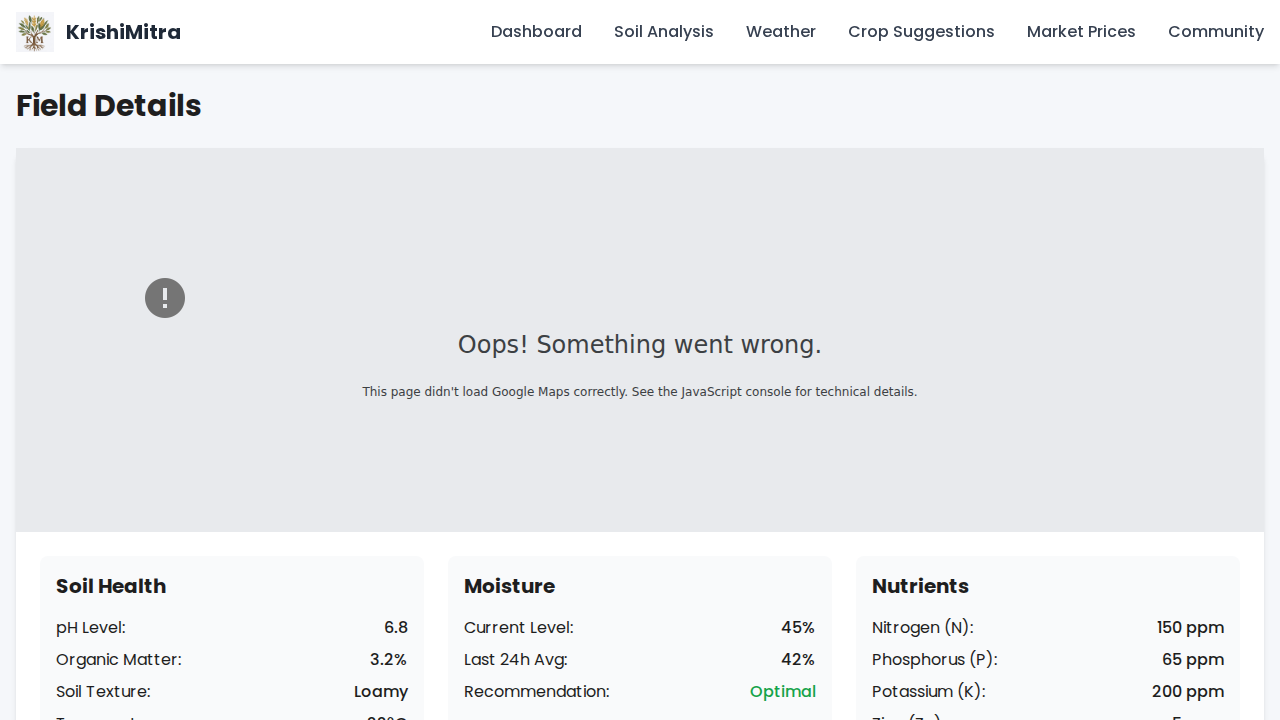 KM
KrishiMitra
Dashboard
Soil Analysis
Weather
Crop Suggestions
Market Prices
Community
Field Details
Oops! Something went wrong.
This page didn't load Google Maps correctly. See the JavaScript console for technical details.
Soil Health
pH Level: 6.8
Organic Matter: 3.2%
Soil Texture: Loamy
Moisture
Current Level: 45%
Last 24h Avg: 42%
Recommendation: Optimal
Nutrients
Nitrogen (N): 150 ppm
Phosphorus (P): 65 ppm
Potassium (K): 200 ppm